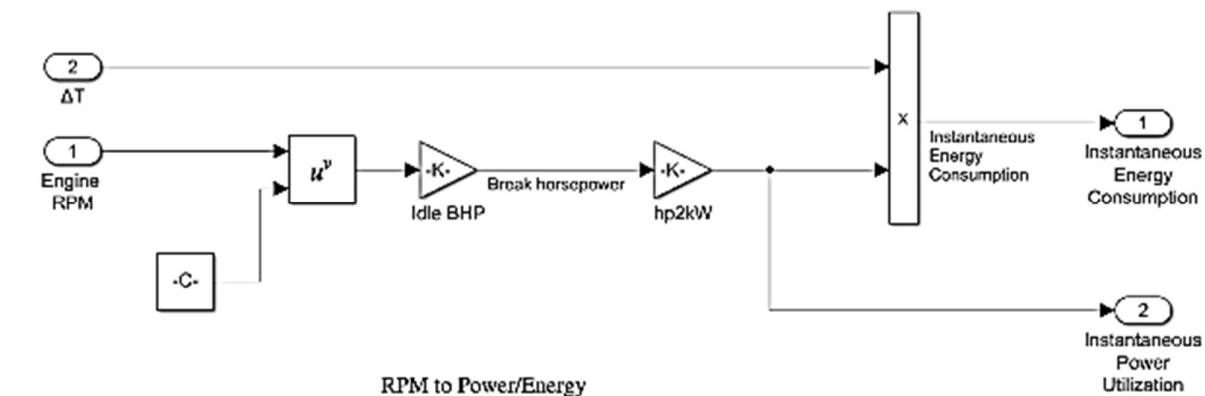 2
ΔT
1
Engine
RPM
-C-
uᵛ
-K-
Idle BHP
Break horsepower
-K-
hp2kW
X
Instantaneous
Energy
Consumption
1
Instantaneous
Energy
Consumption
2
Instantaneous
Power
Utilization
RPM to Power/Energy